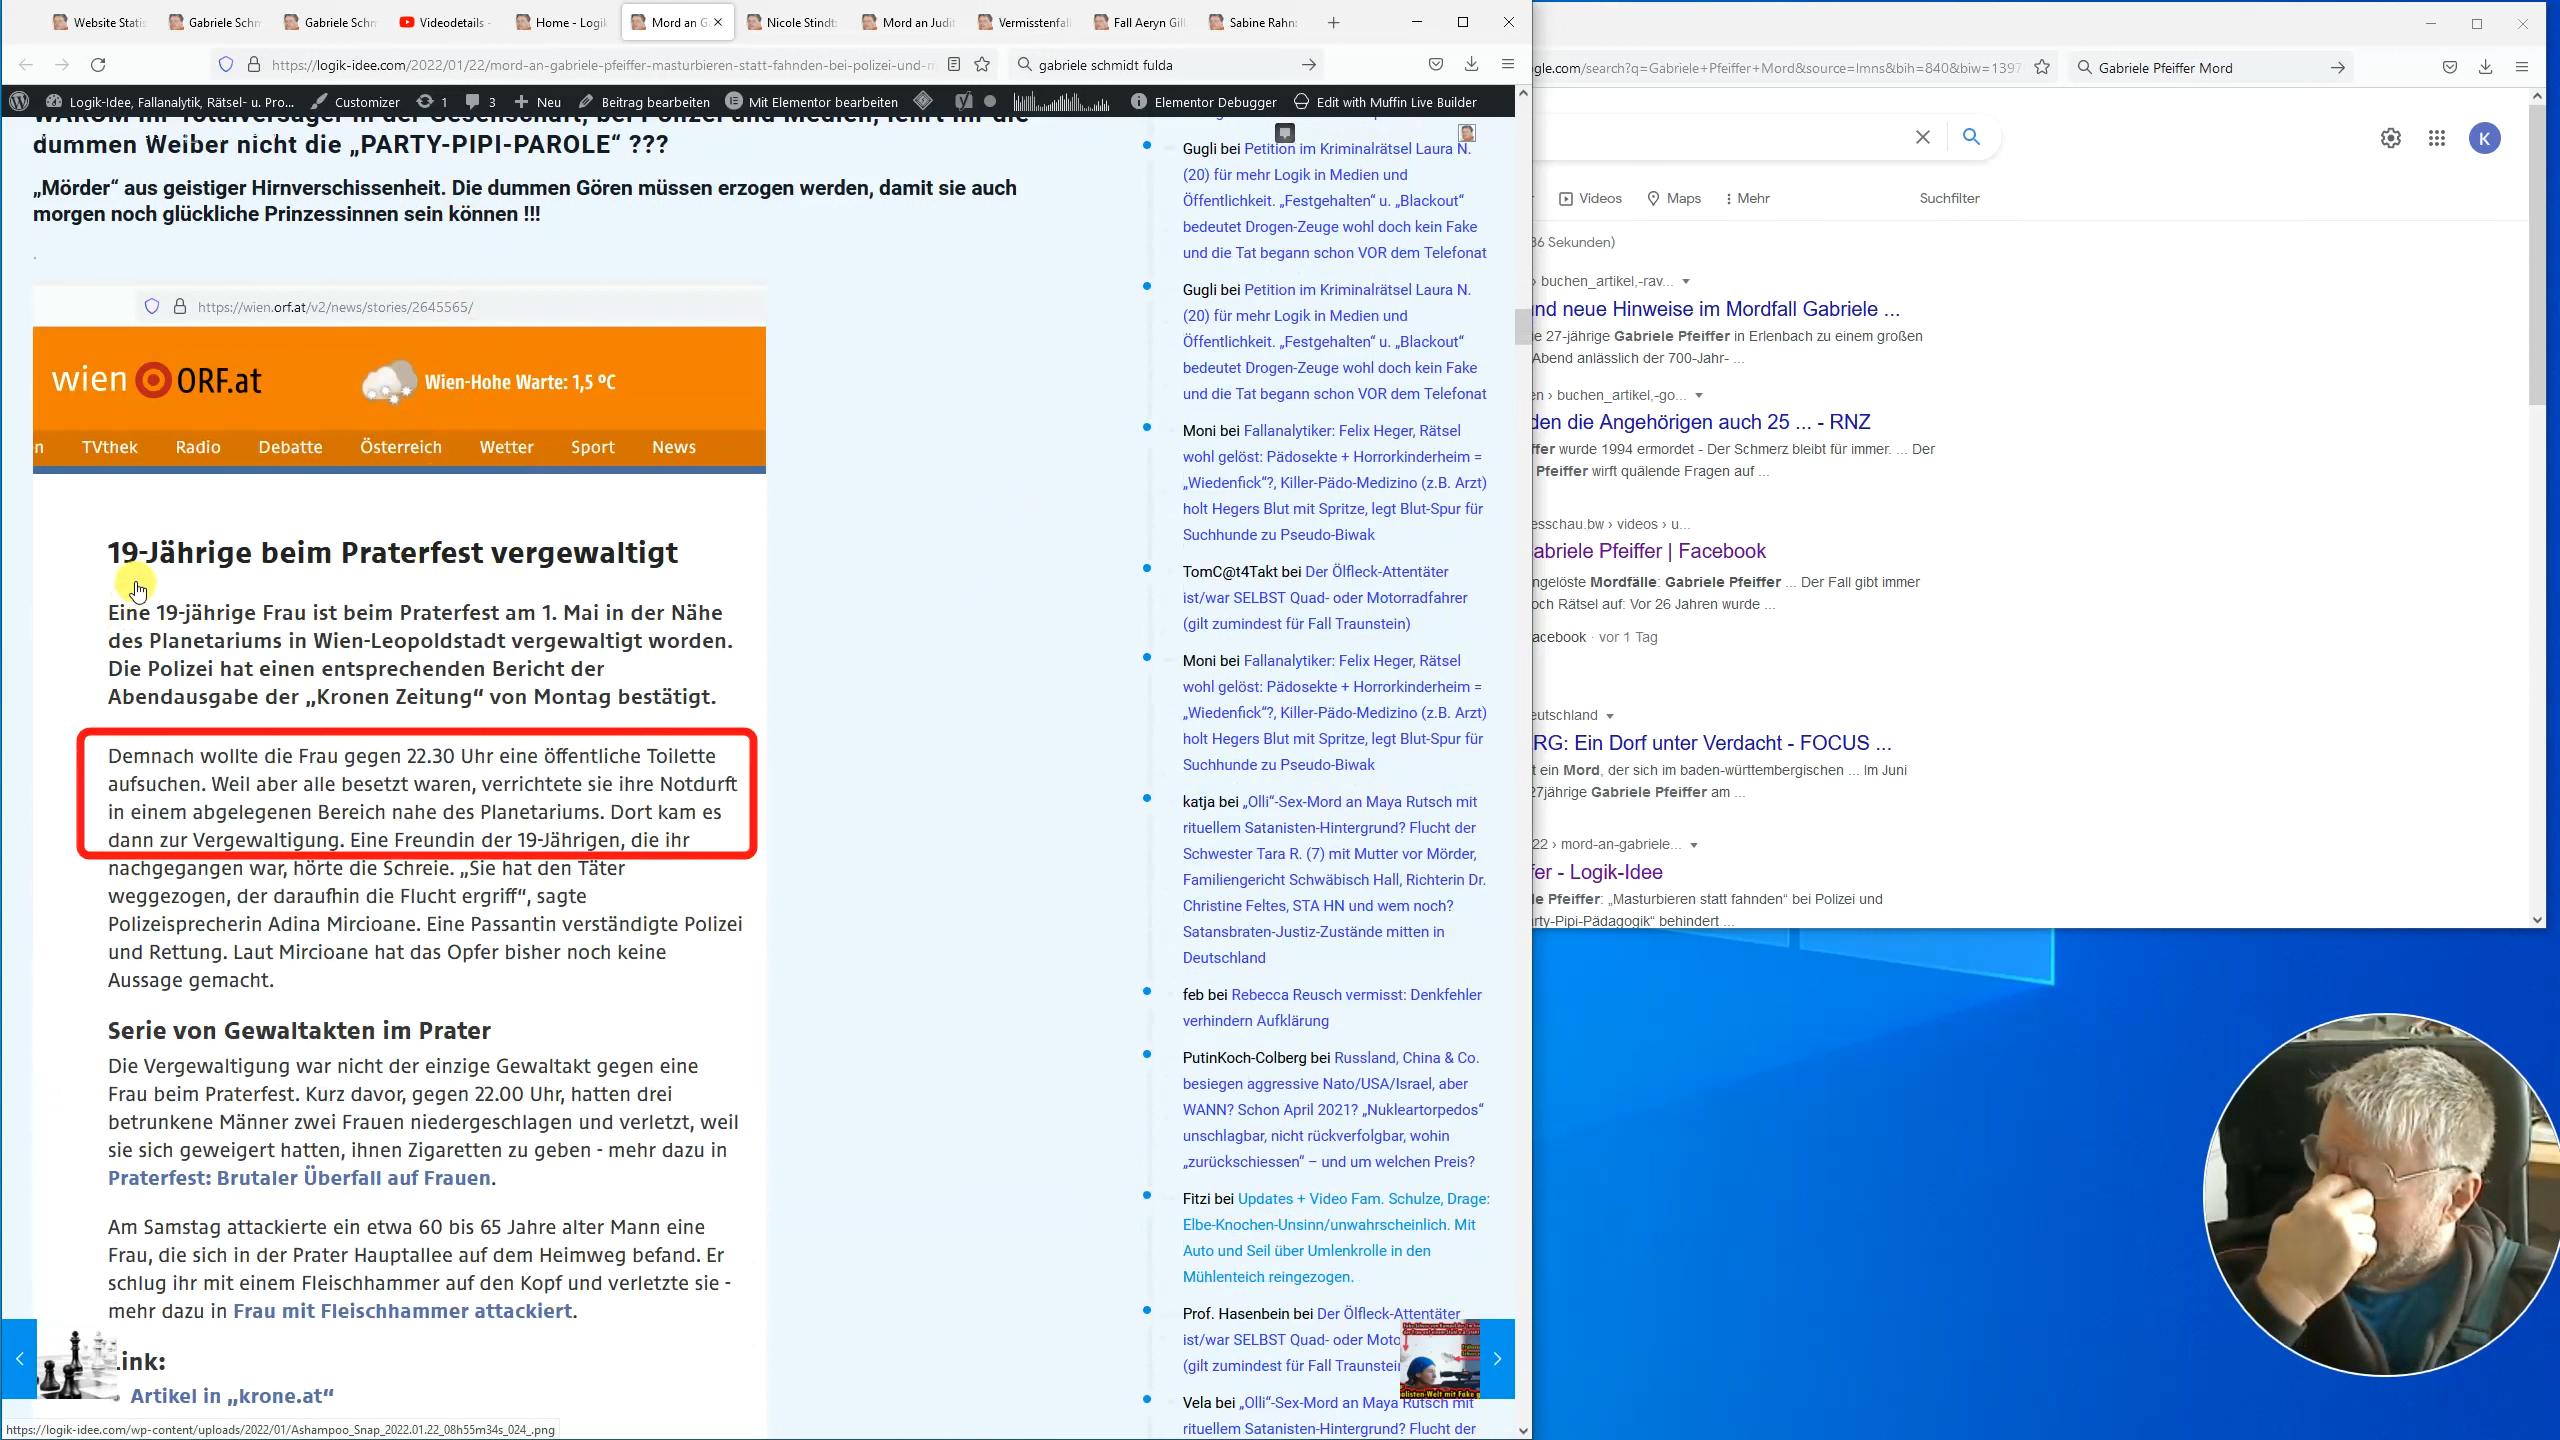 Website Statis
Gabriele Schm
Gabriele Schm
Videodetails -
Home - Logik
Mord an G
Nicole Stindt:
Mord an Judit
Vermisstenfall
Fall Aeryn Gill
Sabine Rahn:
https://logik-idee.com/2022/01/22/mord-an-gabriele-pfeiffer-masturbieren-statt-fahnden-bei-polizei-und-m
gabriele schmidt fulda
Logik-Idee, Fallanalytik, Rätsel- u. Pro...
Customizer
1
3
Neu
Beitrag bearbeiten
Mit Elementor bearbeiten
Elementor Debugger
Edit with Muffin Live Builder
WAROM ihr Totalversager in der Gesellschaft, bei Polizei und Medien, lehrt ihr die
dummen Weiber nicht die „PARTY-PIPI-PAROLE“ ???
„Mörder“ aus geistiger Hirnverschissenheit. Die dummen Gören müssen erzogen werden, damit sie auch
morgen noch glückliche Prinzessinnen sein können !!!
.
https://wien.orf.at/v2/news/stories/2645565/
wien ORF.at
Wien-Hohe Warte: 1,5 ºC
n
TVthek
Radio
Debatte
Österreich
Wetter
Sport
News
19-Jährige beim Praterfest vergewaltigt
Eine 19-jährige Frau ist beim Praterfest am 1. Mai in der Nähe
des Planetariums in Wien-Leopoldstadt vergewaltigt worden.
Die Polizei hat einen entsprechenden Bericht der
Abendausgabe der „Kronen Zeitung“ von Montag bestätigt.
Demnach wollte die Frau gegen 22.30 Uhr eine öffentliche Toilette
aufsuchen. Weil aber alle besetzt waren, verrichtete sie ihre Notdurft
in einem abgelegenen Bereich nahe des Planetariums. Dort kam es
dann zur Vergewaltigung. Eine Freundin der 19-Jährigen, die ihr
nachgegangen war, hörte die Schreie. „Sie hat den Täter
weggezogen, der daraufhin die Flucht ergriff“, sagte
Polizeisprecherin Adina Mircioane. Eine Passantin verständigte Polizei
und Rettung. Laut Mircioane hat das Opfer bisher noch keine
Aussage gemacht.
Serie von Gewaltakten im Prater
Die Vergewaltigung war nicht der einzige Gewaltakt gegen eine
Frau beim Praterfest. Kurz davor, gegen 22.00 Uhr, hatten drei
betrunkene Männer zwei Frauen niedergeschlagen und verletzt, weil
sie sich geweigert hatten, ihnen Zigaretten zu geben - mehr dazu in
Praterfest: Brutaler Überfall auf Frauen.
Am Samstag attackierte ein etwa 60 bis 65 Jahre alter Mann eine
Frau, die sich in der Prater Hauptallee auf dem Heimweg befand. Er
schlug ihr mit einem Fleischhammer auf den Kopf und verletzte sie -
mehr dazu in Frau mit Fleischhammer attackiert.
Link:
Artikel in „krone.at“
https://logik-idee.com/wp-content/uploads/2022/01/Ashampoo_Snap_2022.01.22_08h55m34s_024_.png
Gugli bei Petition im Kriminalrätsel Laura N.
(20) für mehr Logik in Medien und
Öffentlichkeit. „Festgehalten“ u. „Blackout“
bedeutet Drogen-Zeuge wohl doch kein Fake
und die Tat begann schon VOR dem Telefonat
Gugli bei Petition im Kriminalrätsel Laura N.
(20) für mehr Logik in Medien und
Öffentlichkeit. „Festgehalten“ u. „Blackout“
bedeutet Drogen-Zeuge wohl doch kein Fake
und die Tat begann schon VOR dem Telefonat
Moni bei Fallanalytiker: Felix Heger, Rätsel
wohl gelöst: Pädosekte + Horrorkinderheim =
„Wiedenfick“?, Killer-Pädo-Medizino (z.B. Arzt)
holt Hegers Blut mit Spritze, legt Blut-Spur für
Suchhunde zu Pseudo-Biwak
TomC@t4Takt bei Der Ölfleck-Attentäter
ist/war SELBST Quad- oder Motorradfahrer
(gilt zumindest für Fall Traunstein)
Moni bei Fallanalytiker: Felix Heger, Rätsel
wohl gelöst: Pädosekte + Horrorkinderheim =
„Wiedenfick“?, Killer-Pädo-Medizino (z.B. Arzt)
holt Hegers Blut mit Spritze, legt Blut-Spur für
Suchhunde zu Pseudo-Biwak
katja bei „Olli“-Sex-Mord an Maya Rutsch mit
rituellem Satanisten-Hintergrund? Flucht der
Schwester Tara R. (7) mit Mutter vor Mörder,
Familiengericht Schwäbisch Hall, Richterin Dr.
Christine Feltes, STA HN und wem noch?
Satansbraten-Justiz-Zustände mitten in
Deutschland
feb bei Rebecca Reusch vermisst: Denkfehler
verhindern Aufklärung
PutinKoch-Colberg bei Russland, China & Co.
besiegen aggressive Nato/USA/Israel, aber
WANN? Schon April 2021? „Nukleartorpedos“
unschlagbar, nicht rückverfolgbar, wohin
„zurückschiessen“ – und um welchen Preis?
Fitzi bei Updates + Video Fam. Schulze, Drage:
Elbe-Knochen-Unsinn/unwahrscheinlich. Mit
Auto und Seil über Umlenkrolle in den
Mühlenteich reingezogen.
Prof. Hasenbein bei Der Ölfleck-Attentäter
ist/war SELBST Quad- oder Moto
(gilt zumindest für Fall Traunstei
Vela bei „Olli“-Sex-Mord an Maya Rutsch mit
rituellem Satanisten-Hintergrund? Flucht der
gle.com/search?q=Gabriele+Pfeiffer+Mord&source=lmns&bih=840&biw=1397
Gabriele Pfeiffer Mord
K
Videos
Maps
Mehr
Suchfilter
36 Sekunden)
› buchen_artikel,-rav...
nd neue Hinweise im Mordfall Gabriele ...
e 27-jährige Gabriele Pfeiffer in Erlenbach zu einem großen
Abend anlässlich der 700-Jahr- ...
en › buchen_artikel,-go...
den die Angehörigen auch 25 ... - RNZ
ffer wurde 1994 ermordet - Der Schmerz bleibt für immer. ... Der
Pfeiffer wirft quälende Fragen auf ...
esschau.bw › videos › u...
abriele Pfeiffer | Facebook
ngelöste Mordfälle: Gabriele Pfeiffer ... Der Fall gibt immer
och Rätsel auf: Vor 26 Jahren wurde ...
acebook · vor 1 Tag
eutschland
RG: Ein Dorf unter Verdacht - FOCUS ...
t ein Mord, der sich im baden-württembergischen ... Im Juni
27jährige Gabriele Pfeiffer am ...
22 › mord-an-gabriele...
fer - Logik-Idee
le Pfeiffer: „Masturbieren statt fahnden“ bei Polizei und
rty-Pipi-Pädagogik“ behindert ...